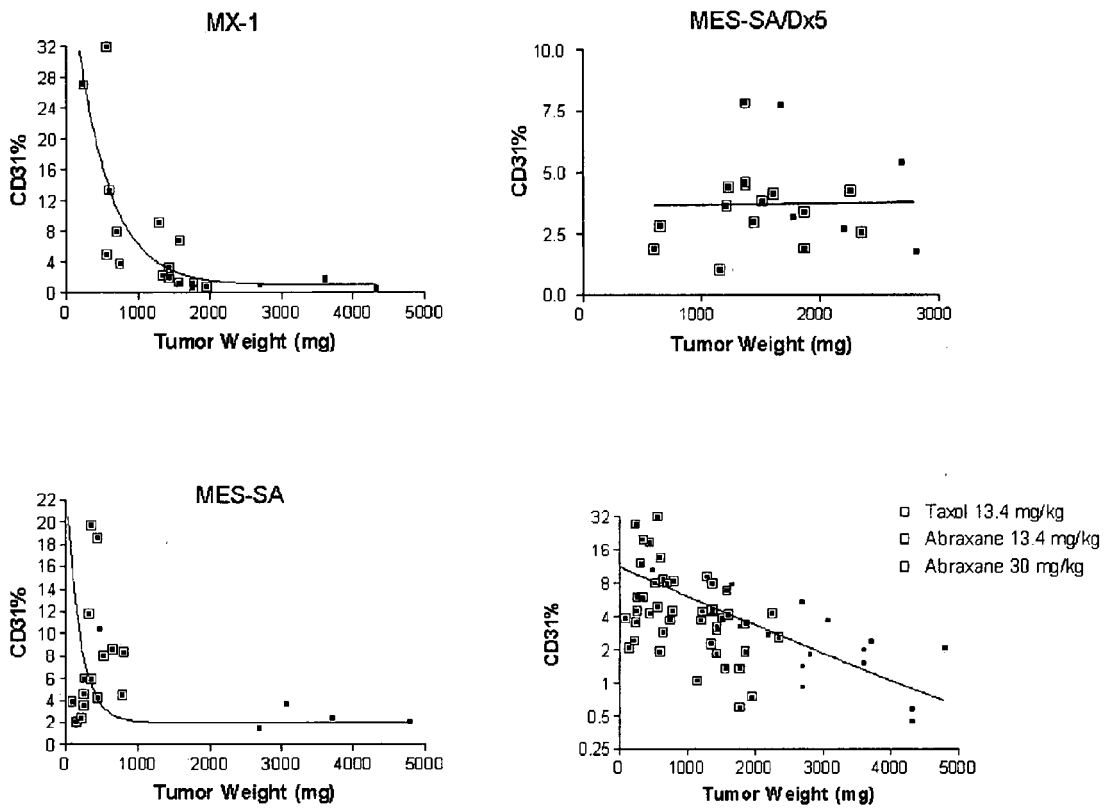 MX-1
32
28
24
20
16
12
8
4
0
CD31%
0 1000 2000 3000 4000 5000
Tumor Weight (mg)
MES-SA/Dx5
10.0
7.5
5.0
2.5
0.0
CD31%
0 1000 2000 3000
Tumor Weight (mg)
MES-SA
22
20
18
16
14
12
10
8
6
4
2
0
CD31%
0 1000 2000 3000 4000 5000
Tumor Weight (mg)
32
16
8
4
2
1
0.5
0.25
CD31%
0 1000 2000 3000 4000 5000
Tumor Weight (mg)
Taxol 13.4 mg/kg
Abraxane 13.4 mg/kg
Abraxane 30 mg/kg